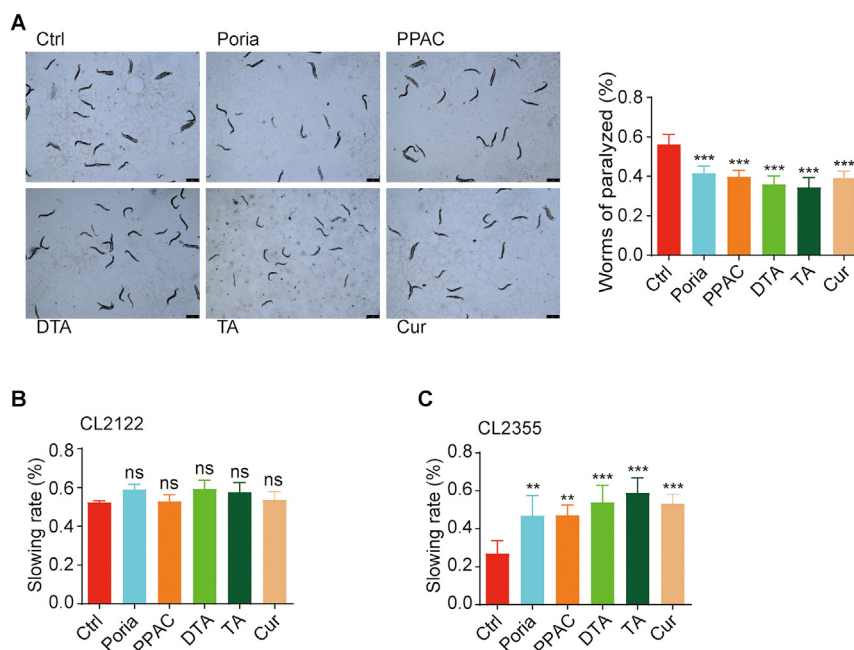 A
Ctrl
Poria
PPAC
DTA
TA
Cur
Worms of paralyzed (%)
0.8
0.6
0.4
0.2
0.0
***
***
***
***
***
Ctrl
Poria
PPAC
DTA
TA
Cur
B
CL2122
Slowing rate (%)
0.8
0.6
0.4
0.2
0.0
ns
ns
ns
ns
ns
Ctrl
Poria
PPAC
DTA
TA
Cur
C
CL2355
Slowing rate (%)
0.8
0.6
0.4
0.2
0.0
**
**
***
***
***
Ctrl
Poria
PPAC
DTA
TA
Cur